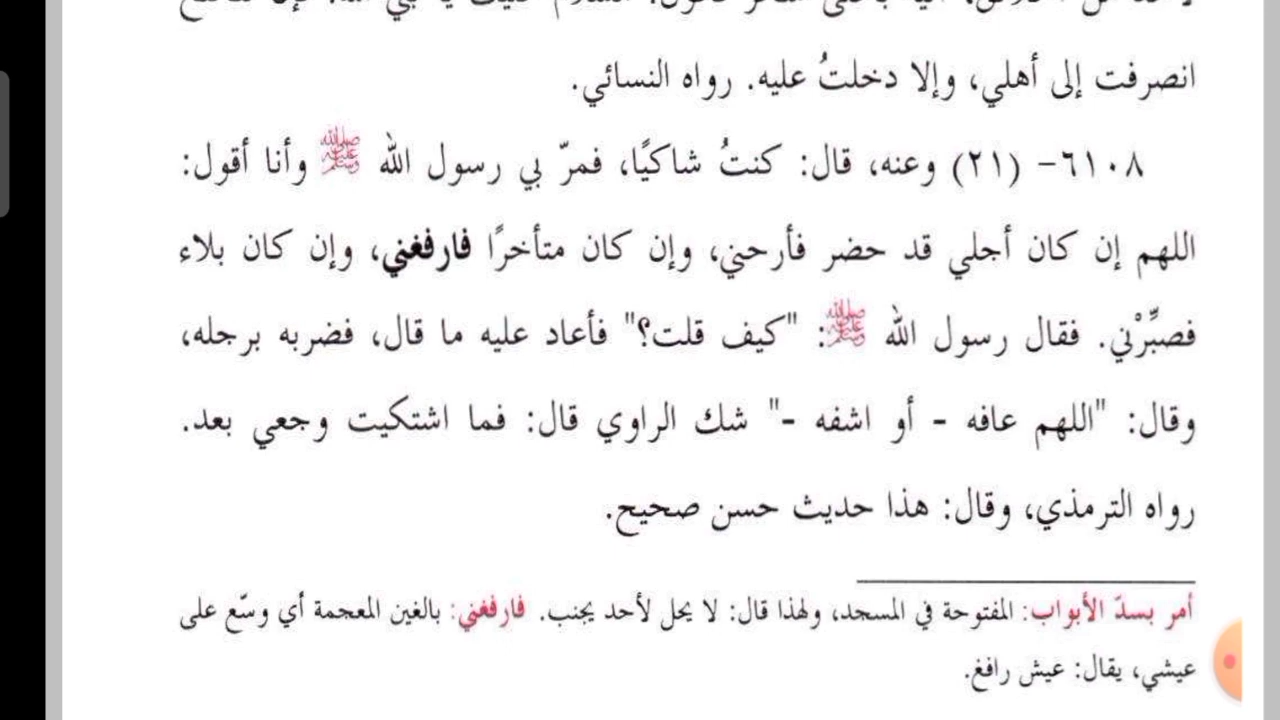 انصرفت إلى أهلي، وإلا دخلتُ عليه. رواه النسائي.
٦١٠٨- (٢١) وعنه، قال: كنتُ شاكيًا، فمرّ بي رسول الله ﷺ وأنا أقول:
اللهم إن كان أجلي قد حضر فأرحني، وإن كان متأخرًا فارفغني، وإن كان بلاء
فصبِّرْني. فقال رسول الله ﷺ: "كيف قلت؟" فأعاد عليه ما قال، فضربه برجله،
وقال: "اللهم عافه - أو اشفه -" شك الراوي قال: فما اشتكيت وجعي بعد.
رواه الترمذي، وقال: هذا حديث حسن صحيح.
أمر بسدّ الأبواب: المفتوحة في المسجد، ولهذا قال: لا يحل لأحد يجنب. فارفغني: بالغين المعجمة أي وسّع على
عيشي، يقال: عيش رافغ.